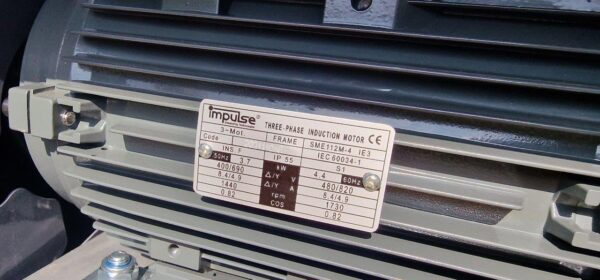 impulse®
THREE-PHASE INDUCTION MOTOR CE
3-Mot. FRAME SME112M-4 IE3
Code IEC 60034-1
INS F IP 55 S1
50Hz 3.7 kW 4.4 60Hz
400/690 △/Y V 460/820
8.4/4.9 △/Y A 8.4/4.9
1440 rpm 1730
0.82 COS 0.82